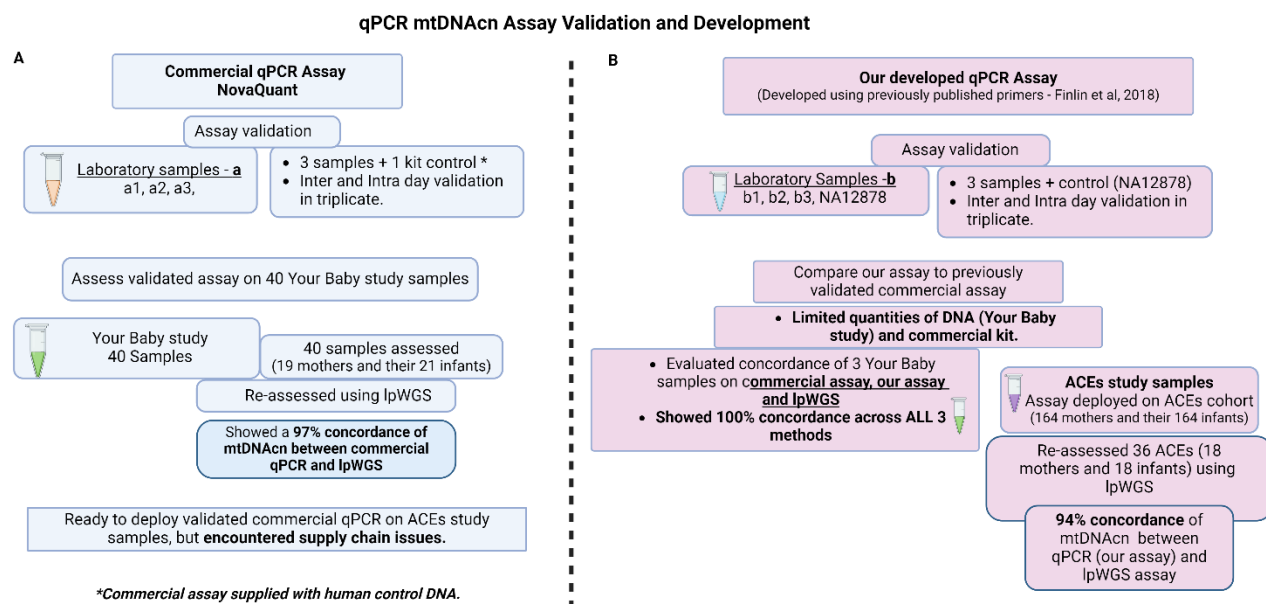 qPCR mtDNAcn Assay Validation and Development
A
Commercial qPCR Assay
NovaQuant
Assay validation
Laboratory samples - a
a1, a2, a3,
• 3 samples + 1 kit control *
• Inter and Intra day validation
in triplicate.
Assess validated assay on 40 Your Baby study samples
Your Baby study
40 Samples
40 samples assessed
(19 mothers and their 21 infants)
Re-assessed using lpWGS
Showed a 97% concordance of
mtDNAcn between commercial
qPCR and lpWGS
Ready to deploy validated commercial qPCR on ACEs study
samples, but encountered supply chain issues.
*Commercial assay supplied with human control DNA.
B
Our developed qPCR Assay
(Developed using previously published primers - Finlin et al, 2018)
Assay validation
Laboratory Samples -b
b1, b2, b3, NA12878
• 3 samples + control (NA12878)
• Inter and Intra day validation in
triplicate.
Compare our assay to previously
validated commercial assay
• Limited quantities of DNA (Your Baby
study) and commercial kit.
• Evaluated concordance of 3 Your Baby
samples on commercial assay, our assay
and lpWGS
• Showed 100% concordance across ALL 3
methods
ACEs study samples
Assay deployed on ACEs cohort
(164 mothers and their 164 infants)
Re-assessed 36 ACEs (18
mothers and 18 infants) using
lpWGS
94% concordance of
mtDNAcn between
qPCR (our assay) and
lpWGS assay